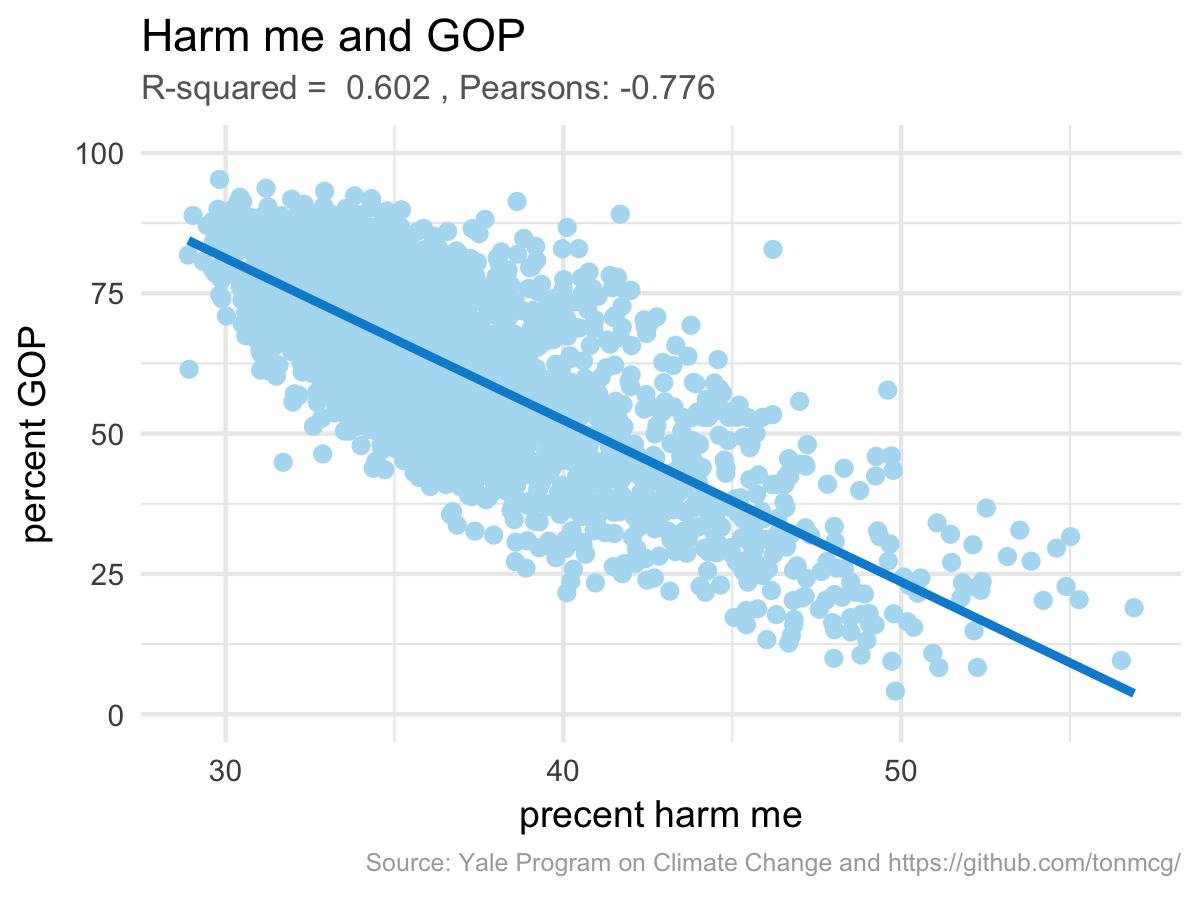 Harm me and GOP
R-squared =  0.602 , Pearsons: -0.776
100
75
50
25
0
percent GOP
30 40 50
precent harm me
Source: Yale Program on Climate Change and https://github.com/tonmcg/